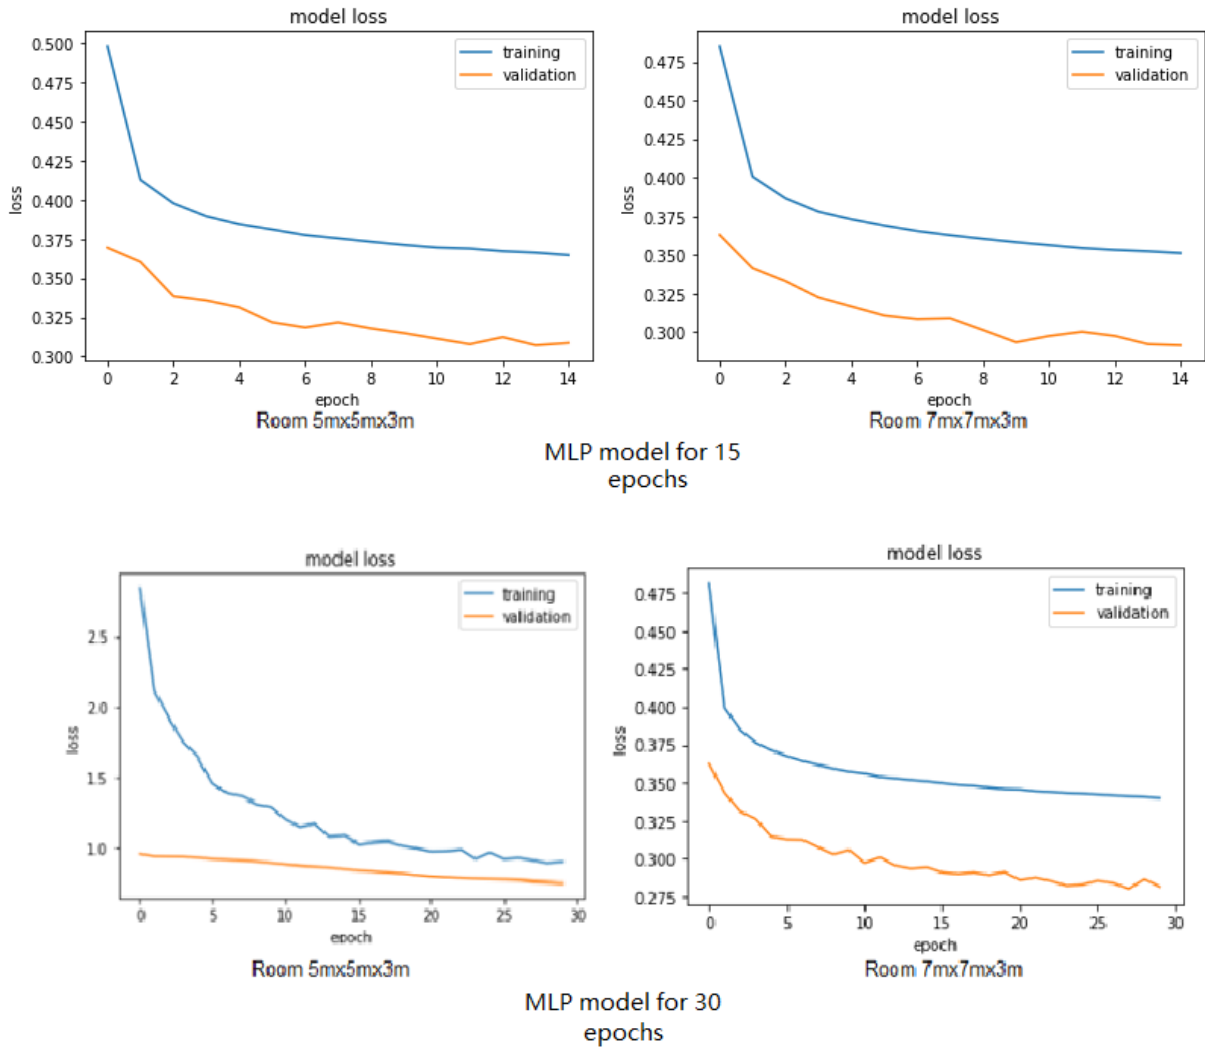 model loss
0.500
0.475
0.450
0.425
0.400
0.375
0.350
0.325
0.300
loss
training
validation
0 2 4 6 8 10 12 14
epoch
Room 5mx5mx3m
model loss
0.475
0.450
0.425
0.400
0.375
0.350
0.325
0.300
loss
training
validation
0 2 4 6 8 10 12 14
epoch
Room 7mx7mx3m
MLP model for 15
epochs
model loss
2.5
2.0
1.5
1.0
loss
training
validation
0 5 10 15 20 25 30
epoch
Room 5mx5mx3m
model loss
0.475
0.450
0.425
0.400
0.375
0.350
0.325
0.300
0.275
loss
training
validation
0 5 10 15 20 25 30
epoch
Room 7mx7mx3m
MLP model for 30
epochs